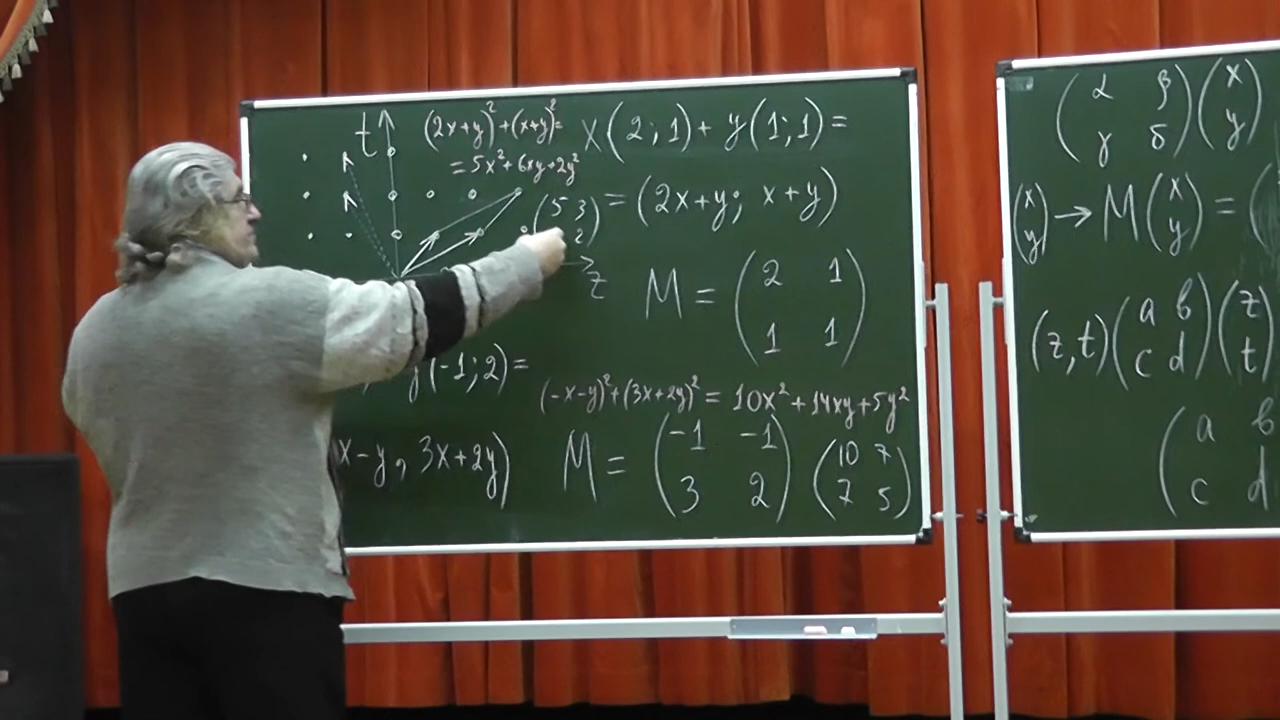 t
(2x+y)²+(x+y)²=
=5x²+6xy+2y²
x(2;1)+y(1;1)=
=(2x+y; x+y)
(5 3
2)
z
M = (2 1
1 1)
y(-1;2)=
(-x-y)²+(3x+2y)²=10x²+14xy+5y²
x-y, 3x+2y)
M = (-1 -1
3 2)
(10 7
7 5)
(α β
γ δ)
(x
y)
(x
y) → M(x
y) = (
(z,t)(a b
c d)(z
t)
(a b
c d